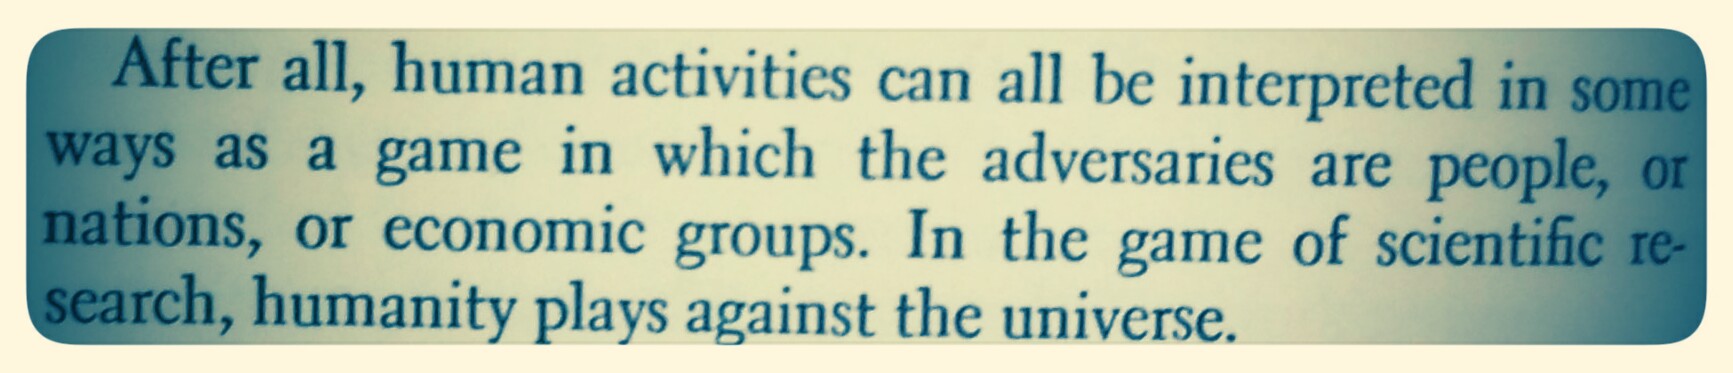 After all, human activities can all be interpreted in some
ways as a game in which the adversaries are people, or
nations, or economic groups. In the game of scientific re-
search, humanity plays against the universe.